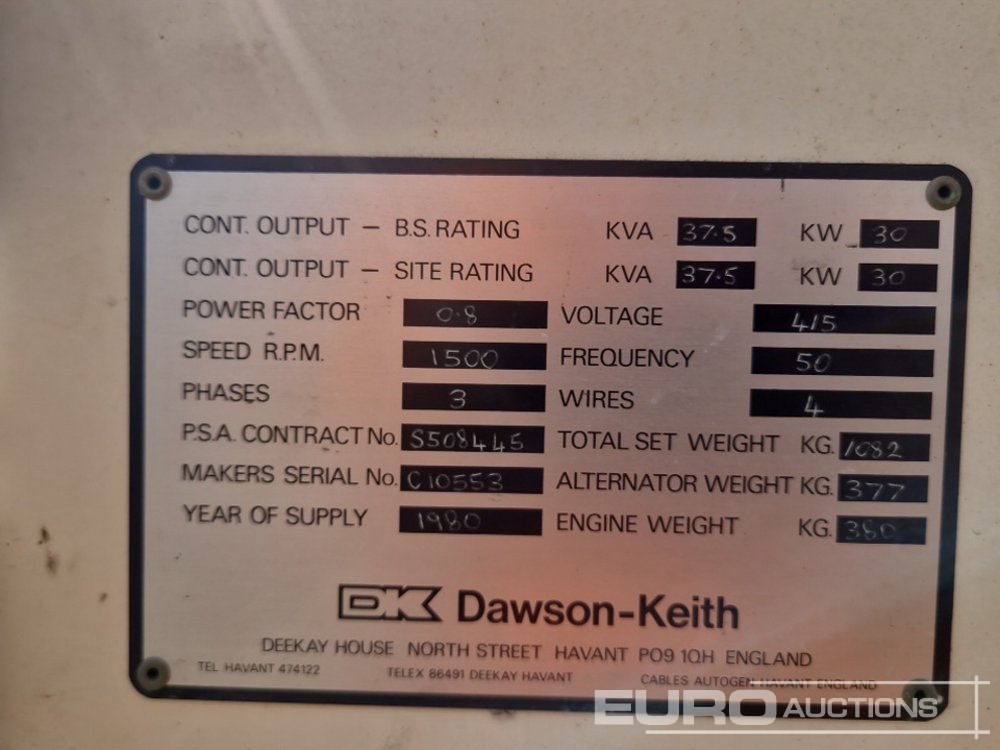 CONT. OUTPUT – B.S. RATING KVA 37.5 KW 30
CONT. OUTPUT – SITE RATING KVA 37.5 KW 30
POWER FACTOR 0.8 VOLTAGE 415
SPEED R.P.M. 1500 FREQUENCY 50
PHASES 3 WIRES 4
P.S.A. CONTRACT No. S508445 TOTAL SET WEIGHT KG. 1082
MAKERS SERIAL No. C10553 ALTERNATOR WEIGHT KG. 377
YEAR OF SUPPLY 1980 ENGINE WEIGHT KG. 380
DK Dawson-Keith
DEEKAY HOUSE NORTH STREET HAVANT PO9 1QH ENGLAND
TEL HAVANT 474122 TELEX 86491 DEEKAY HAVANT CABLES AUTOGEN HAVANT ENGLAND
EURO AUCTIONS